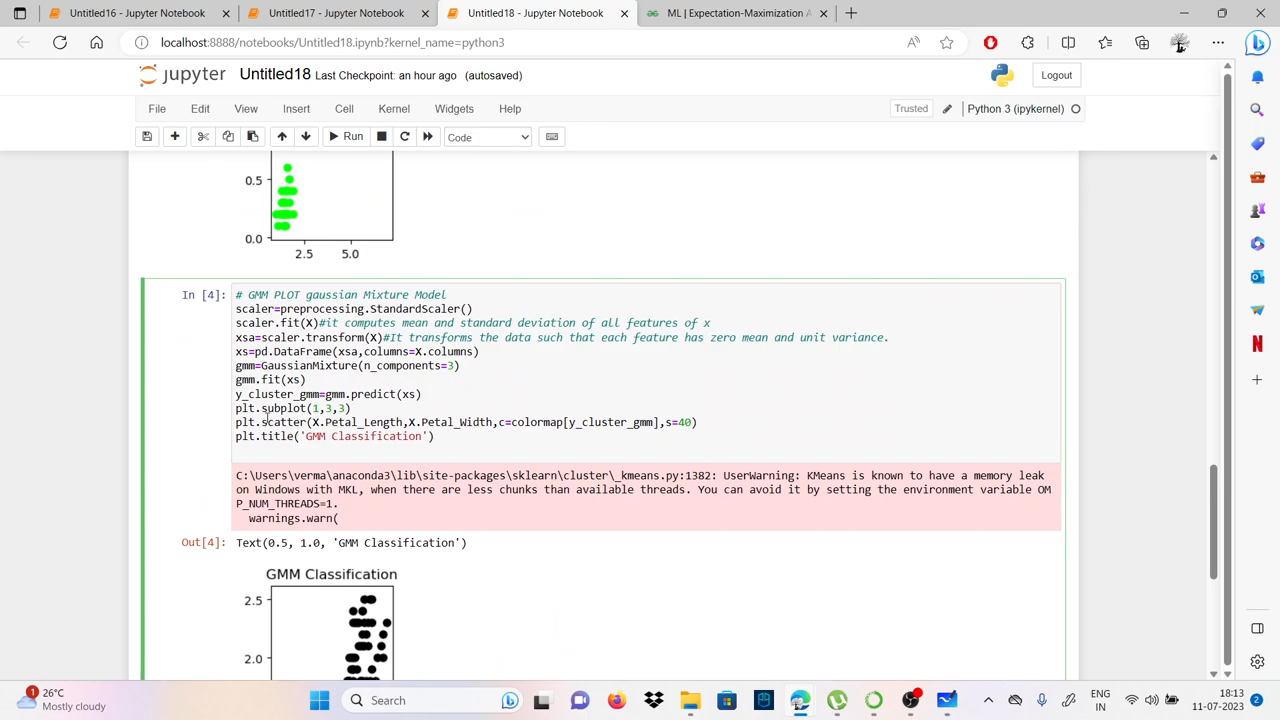 Untitled16 - Jupyter Notebook
Untitled17 - Jupyter Notebook
Untitled18 - Jupyter Notebook
ML | Expectation-Maximization A
localhost:8888/notebooks/Untitled18.ipynb?kernel_name=python3
jupyter Untitled18 Last Checkpoint: an hour ago (autosaved)
Logout
File Edit View Insert Cell Kernel Widgets Help
Trusted
Python 3 (ipykernel)
Run
Code
0.5
0.0
2.5 5.0
In [4]:
# GMM PLOT gaussian Mixture Model
scaler=preprocessing.StandardScaler()
scaler.fit(X)#it computes mean and standard deviation of all features of x
xsa=scaler.transform(X)#It transforms the data such that each feature has zero mean and unit variance.
xs=pd.DataFrame(xsa,columns=X.columns)
gmm=GaussianMixture(n_components=3)
gmm.fit(xs)
y_cluster_gmm=gmm.predict(xs)
plt.subplot(1,3,3)
plt.scatter(X.Petal_Length,X.Petal_Width,c=colormap[y_cluster_gmm],s=40)
plt.title('GMM Classification')
C:\Users\verma\anaconda3\lib\site-packages\sklearn\cluster\_kmeans.py:1382: UserWarning: KMeans is known to have a memory leak
on Windows with MKL, when there are less chunks than available threads. You can avoid it by setting the environment variable OM
P_NUM_THREADS=1.
warnings.warn(
Out[4]: Text(0.5, 1.0, 'GMM Classification')
GMM Classification
2.5
2.0
1
26°C
Mostly cloudy
Search
ENG
IN
18:13
11-07-2023
2